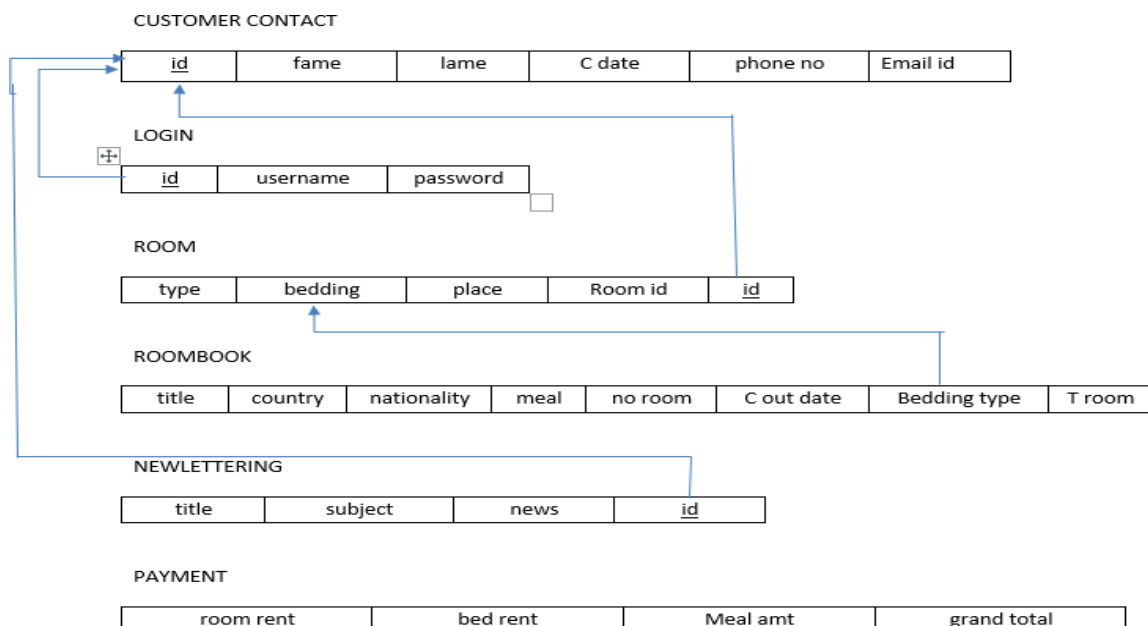 CUSTOMER CONTACT
id fame lame C date phone no Email id
LOGIN
id username password
ROOM
type bedding place Room id id
ROOMBOOK
title country nationality meal no room C out date Bedding type T room
NEWLETTERING
title subject news id
PAYMENT
room rent bed rent Meal amt grand total